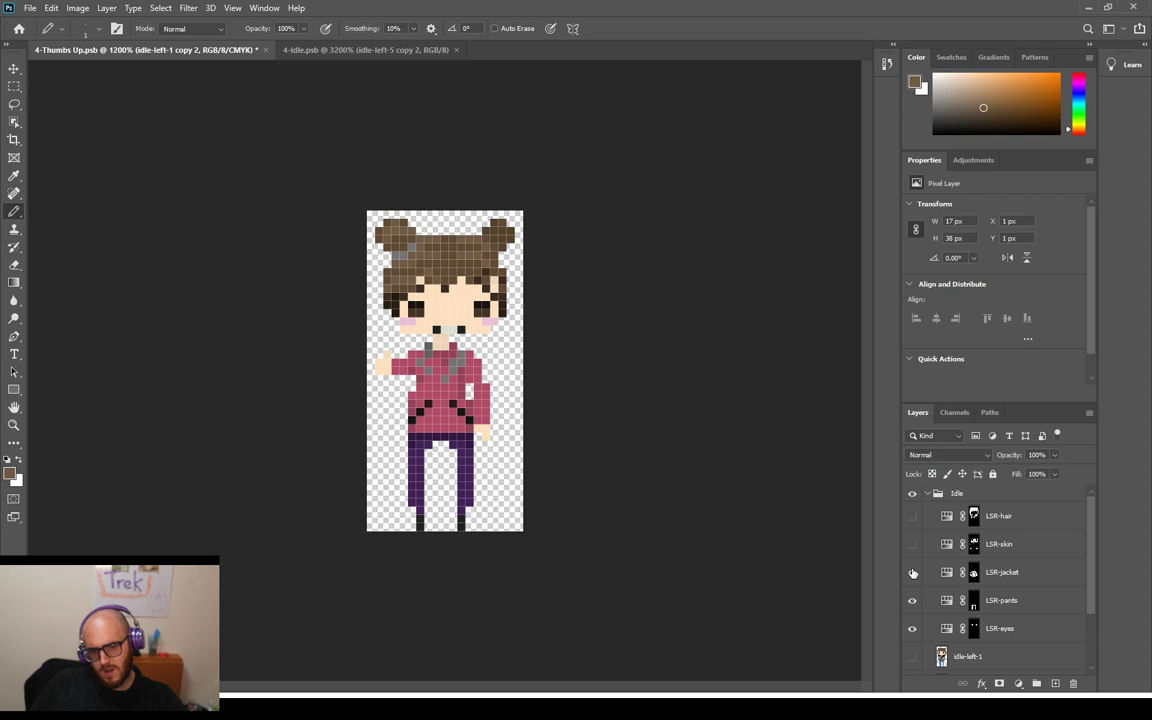 Ps File Edit Image Layer Type Select Filter 3D View Window Help
1 Mode: Normal Opacity: 100% Smoothing: 10% 0° Auto Erase
4-Thumbs Up.psb @ 1200% (idle-left-1 copy 2, RGB/8/CMYK) * × 4-Idle.psb @ 3200% (idle-left-5 copy 2, RGB/8) ×
Color Swatches Gradients Patterns
Learn
Properties Adjustments
Pixel Layer
Transform
W 17 px X 1 px
H 38 px Y 1 px
0.00°
Align and Distribute
Align:
Quick Actions
Layers Channels Paths
Kind
Normal Opacity: 100%
Lock: Fill: 100%
Idle
LSR-hair
LSR-skin
LSR-jacket
LSR-pants
LSR-eyes
idle-left-1
Trek